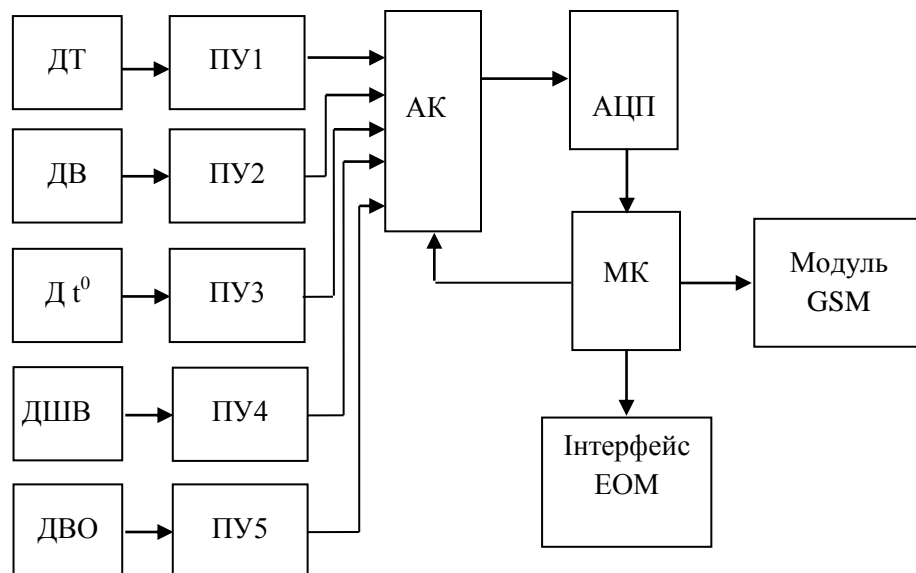 ДТ
ПУ1
АК
АЦП
ДВ
ПУ2
Д t⁰
ПУ3
МК
Модуль
GSM
ДШВ
ПУ4
Інтерфейс
ЕОМ
ДВО
ПУ5